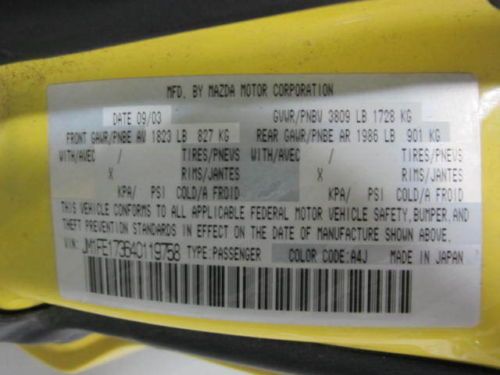 MFD. BY MAZDA MOTOR CORPORATION
DATE 09/03 GVWR/PNBV 3809 LB 1728 KG
FRONT GAWR/PNBE AV 1823 LB 827 KG REAR GAWR/PNBE AR 1986 LB 901 KG
WITH/AVEC / TIRES/PNEVS WITH/AVEC / TIRES/PNEVS
X RIMS/JANTES X RIMS/JANTES
KPA/ PSI COLD/A FROID KPA/ PSI COLD/A FROID
THIS VEHICLE CONFORMS TO ALL APPLICABLE FEDERAL MOTOR VEHICLE SAFETY, BUMPER, AND
THEFT PREVENTION STANDARDS IN EFFECT ON THE DATE OF MANUFACTURE SHOWN ABOVE.
VIN: JM1FE173640119758 TYPE:PASSENGER COLOR CODE:A4J MADE IN JAPAN